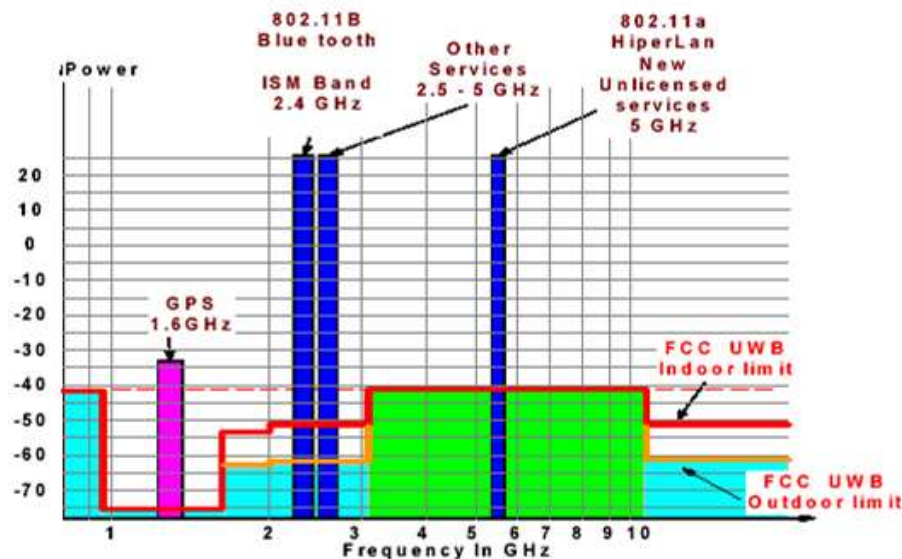 802.11B
Blue tooth
ISM Band
2.4 GHz
Other
Services
2.5 - 5 GHz
802.11a
HiperLan
New
Unlicensed
services
5 GHz
Power
20
10
0
-10
-20
-30
-40
-50
-60
-70
GPS
1.6GHz
FCC UWB
Indoor limit
FCC UWB
Outdoor limit
1 2 3 4 5 6 7 8 9 10
Frequency In GHz